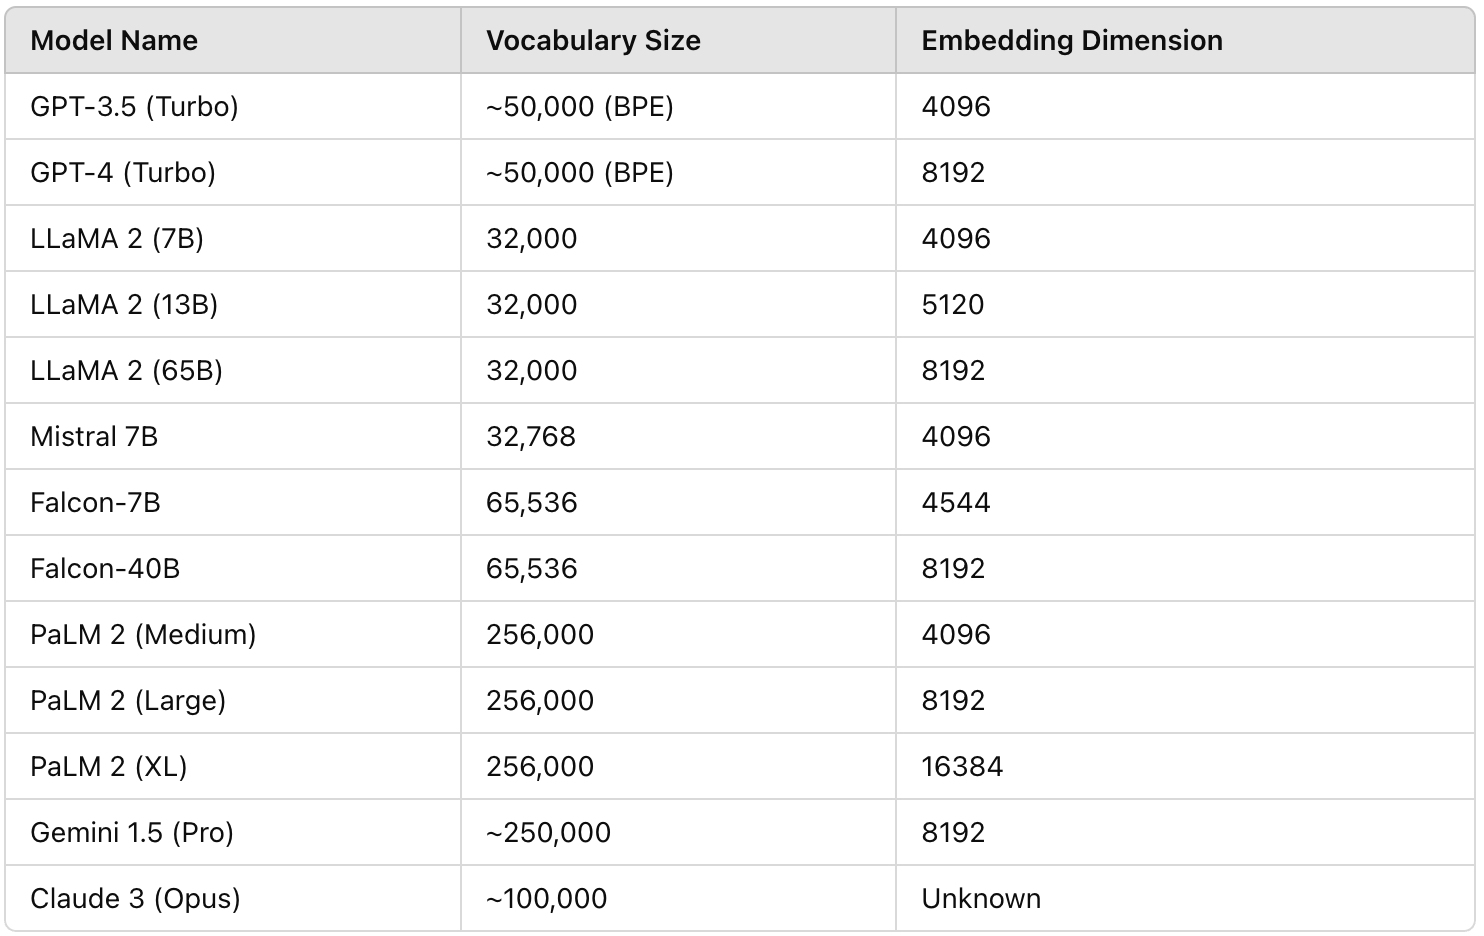 Model Name Vocabulary Size Embedding Dimension
GPT-3.5 (Turbo) ~50,000 (BPE) 4096
GPT-4 (Turbo) ~50,000 (BPE) 8192
LLaMA 2 (7B) 32,000 4096
LLaMA 2 (13B) 32,000 5120
LLaMA 2 (65B) 32,000 8192
Mistral 7B 32,768 4096
Falcon-7B 65,536 4544
Falcon-40B 65,536 8192
PaLM 2 (Medium) 256,000 4096
PaLM 2 (Large) 256,000 8192
PaLM 2 (XL) 256,000 16384
Gemini 1.5 (Pro) ~250,000 8192
Claude 3 (Opus) ~100,000 Unknown